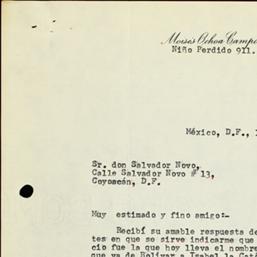 Moisés Ochoa Camp
Niño Perdido 911.
México, D.F.,
Sr. don Salvador Novo,
Calle Salvador Novo # 13,
Coyoacán, D.F.
Muy estimado y fino amigo:-
Recibí su amable respuesta de
tes en que se sirve indicarme que
cio fue la que hoy lleva el nombre
que va de Bolívar a Isabel la Cató